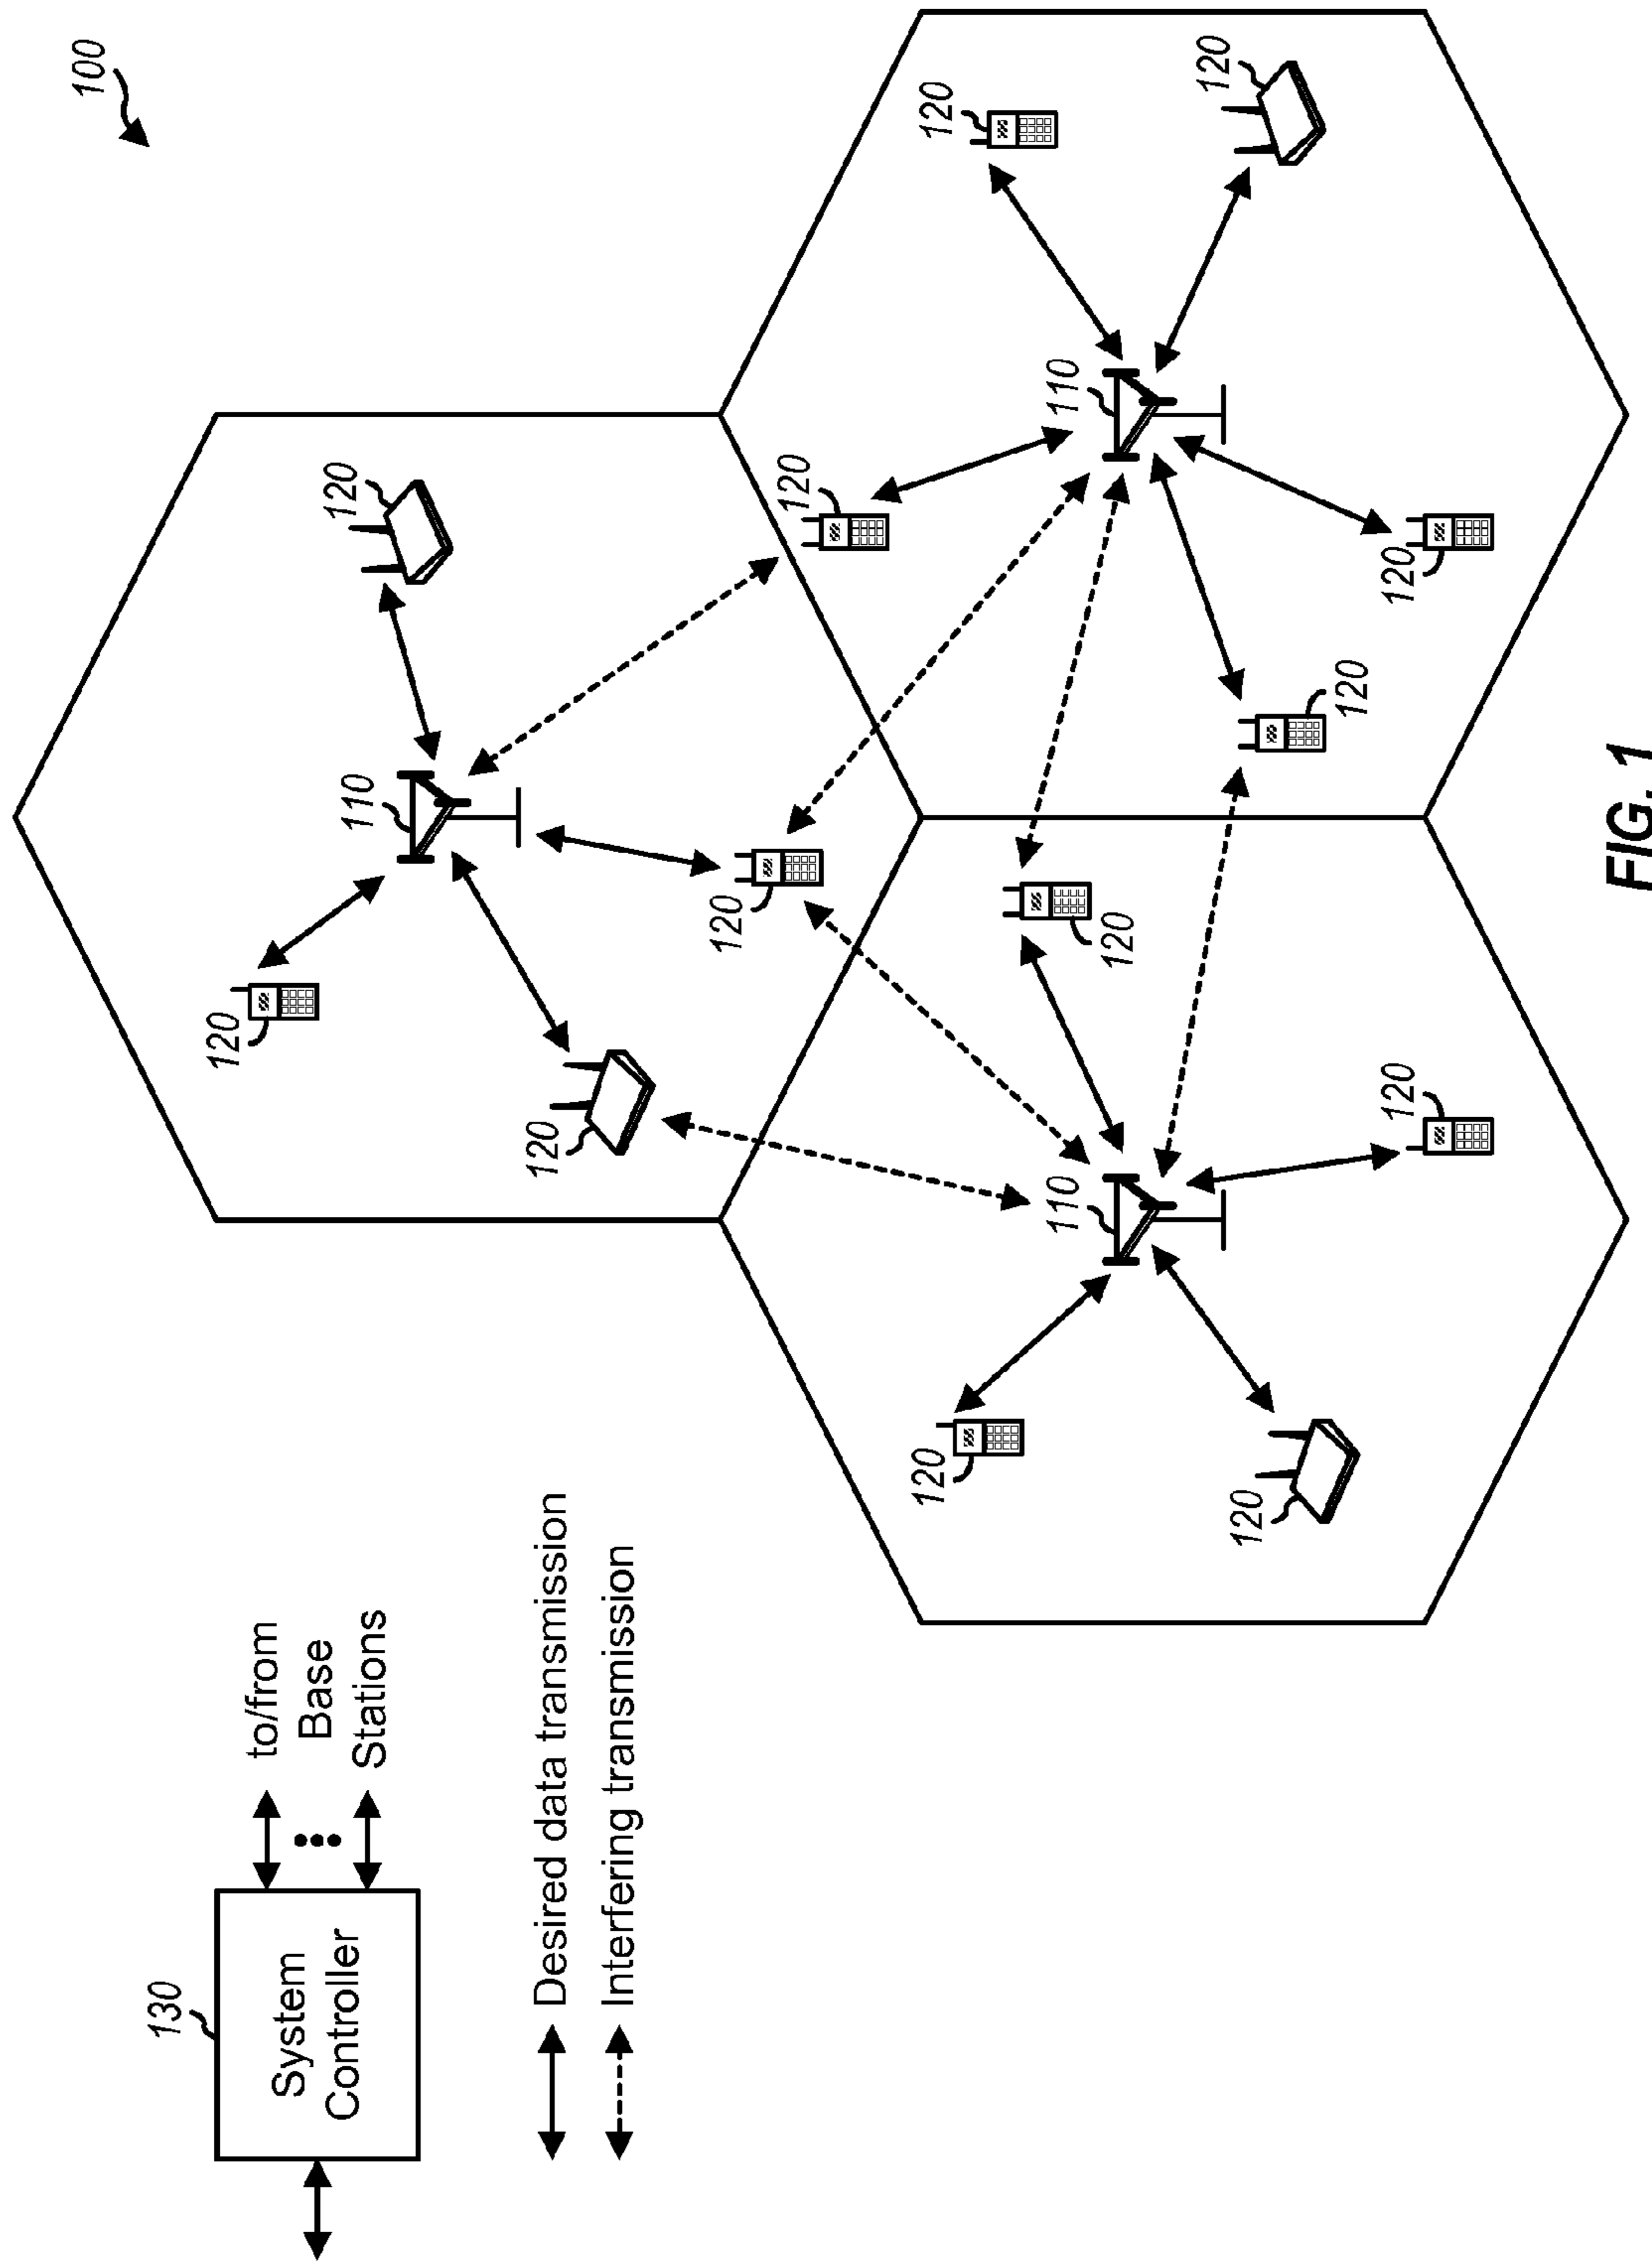 100
130
System
Controller
to/from
Base
Stations
Desired data transmission
Interfering transmission
120
120
110
120
120
120
120
120
110
110
120
120
120
120
120
120
FIG. 1